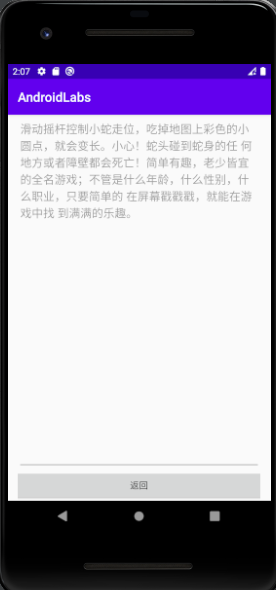 2:07
AndroidLabs
滑动摇杆控制小蛇走位，吃掉地图上彩色的小
圆点，就会变长。小心！蛇头碰到蛇身的任 何
地方或者障壁都会死亡！简单有趣，老少皆宜
的全名游戏；不管是什么年龄，什么性别，什
么职业，只要简单的 在屏幕戳戳戳，就能在游
戏中找 到满满的乐趣。
返回